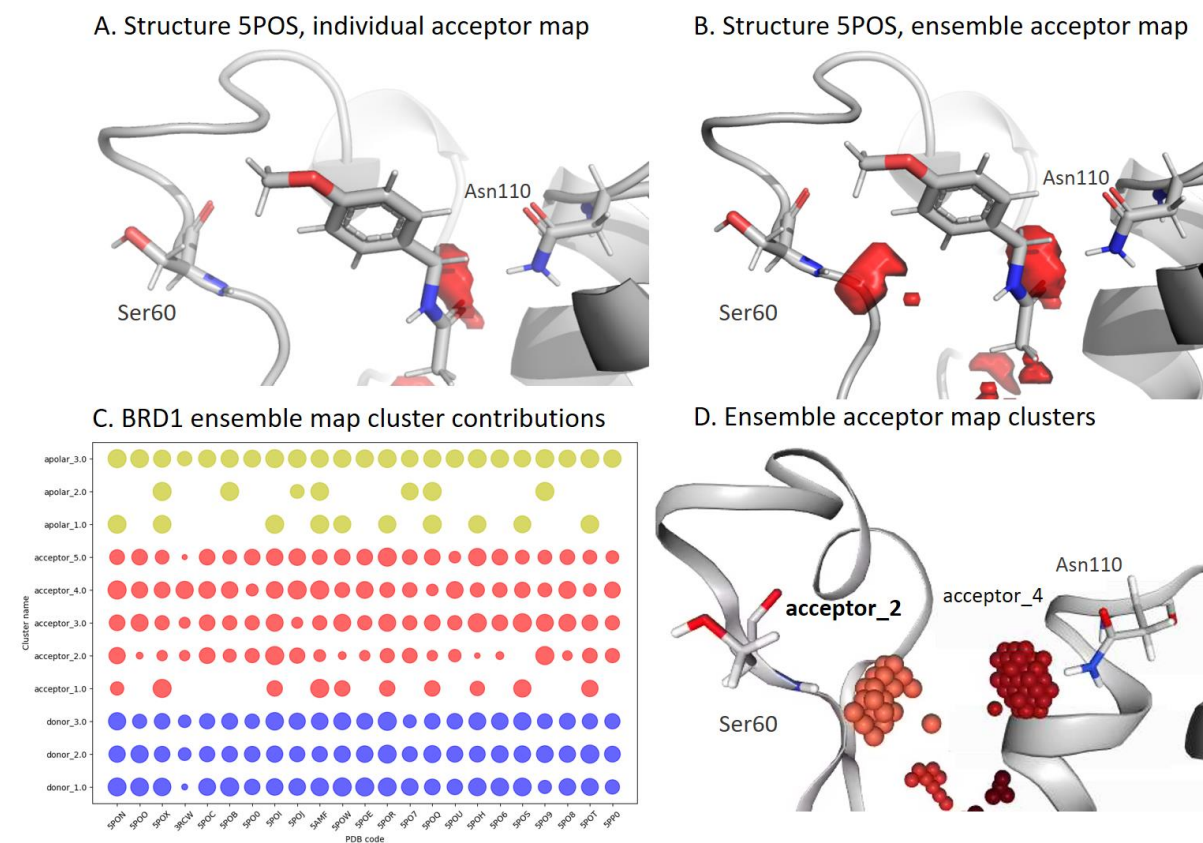 A. Structure 5POS, individual acceptor map
B. Structure 5POS, ensemble acceptor map
Asn110
Ser60
Asn110
Ser60
C. BRD1 ensemble map cluster contributions
Cluster name
apolar_3.0
apolar_2.0
apolar_1.0
acceptor_5.0
acceptor_4.0
acceptor_3.0
acceptor_2.0
acceptor_1.0
donor_3.0
donor_2.0
donor_1.0
5PON 5POO 5POX 3RCW 5POC 5POB 5PO0 5POI 5POJ 5AMF 5POW 5POE 5POR 5PO7 5POQ 5POU 5POH 5PO6 5POS 5PO9 5PO8 5POT 5PP0
PDB code
D. Ensemble acceptor map clusters
Asn110
acceptor_4
acceptor_2
Ser60